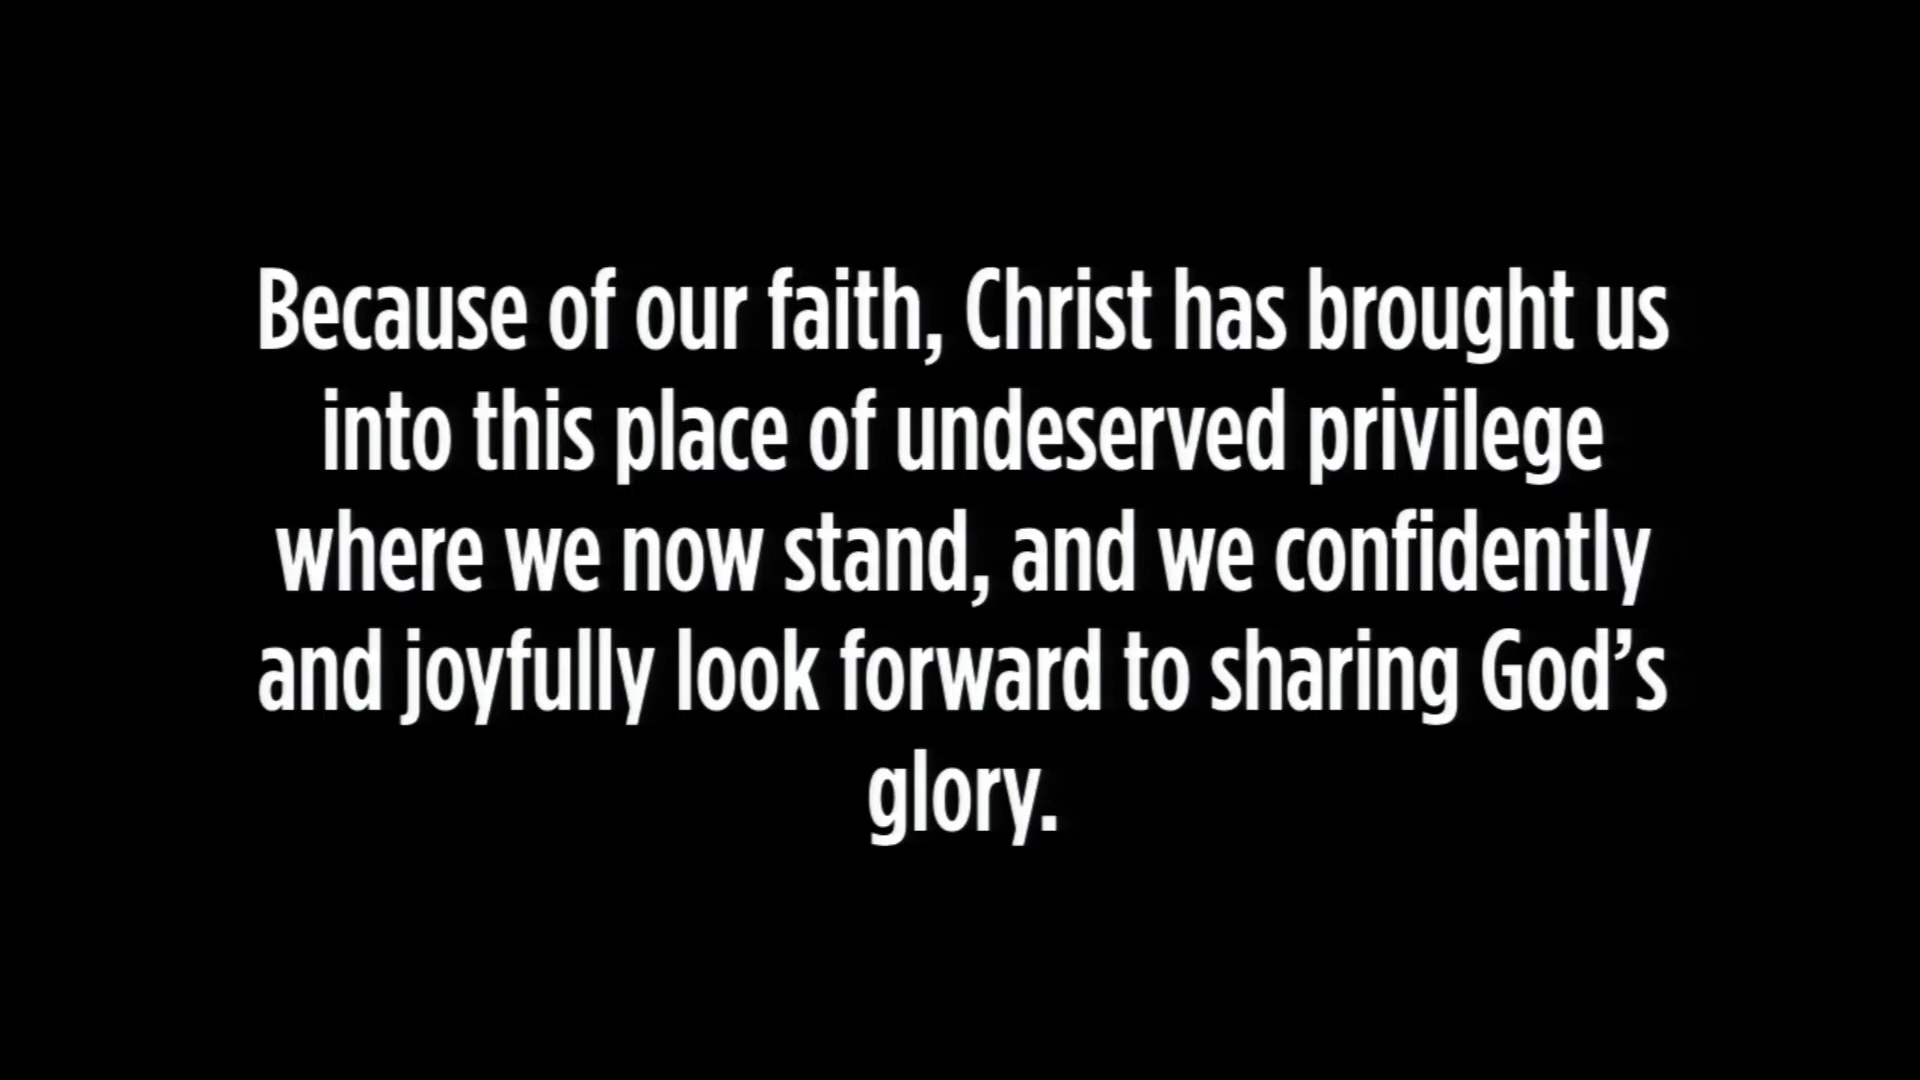 Because of our faith, Christ has brought us
into this place of undeserved privilege
where we now stand, and we confidently
and joyfully look forward to sharing God’s
glory.